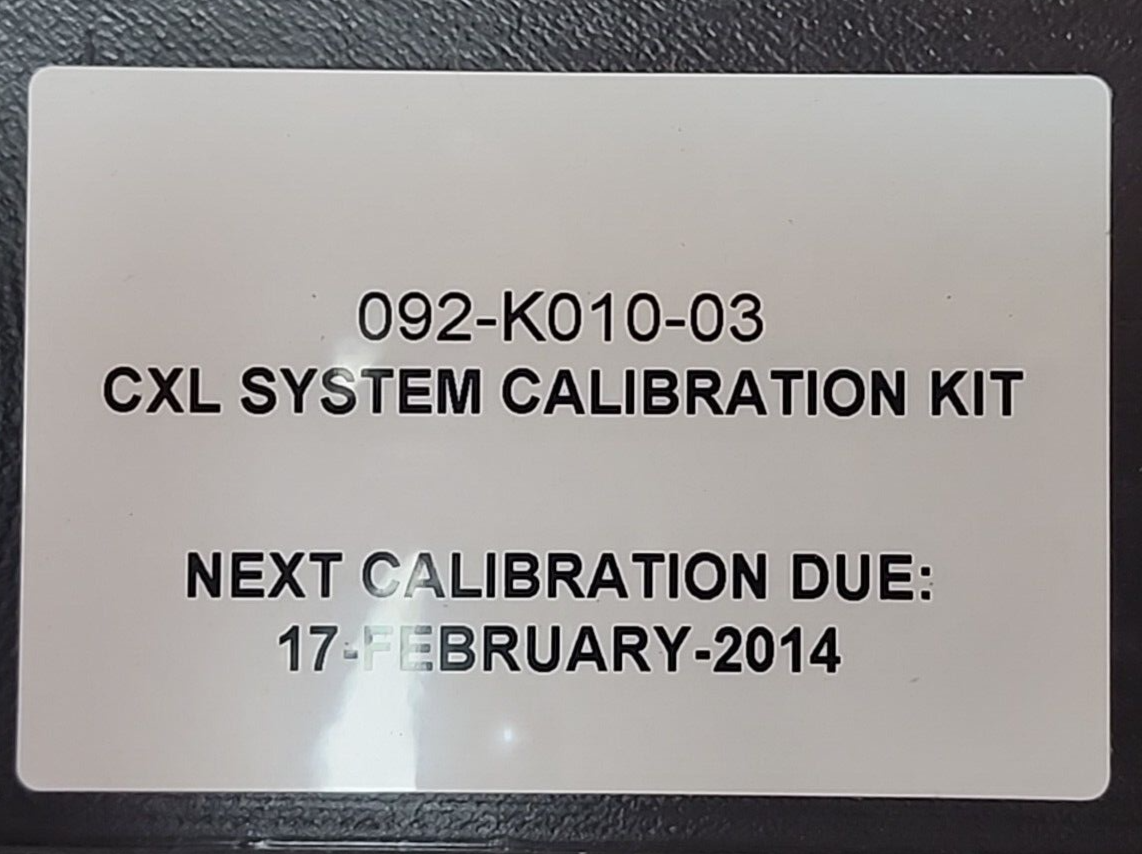 092-K010-03
CXL SYSTEM CALIBRATION KIT
NEXT CALIBRATION DUE:
17-FEBRUARY-2014